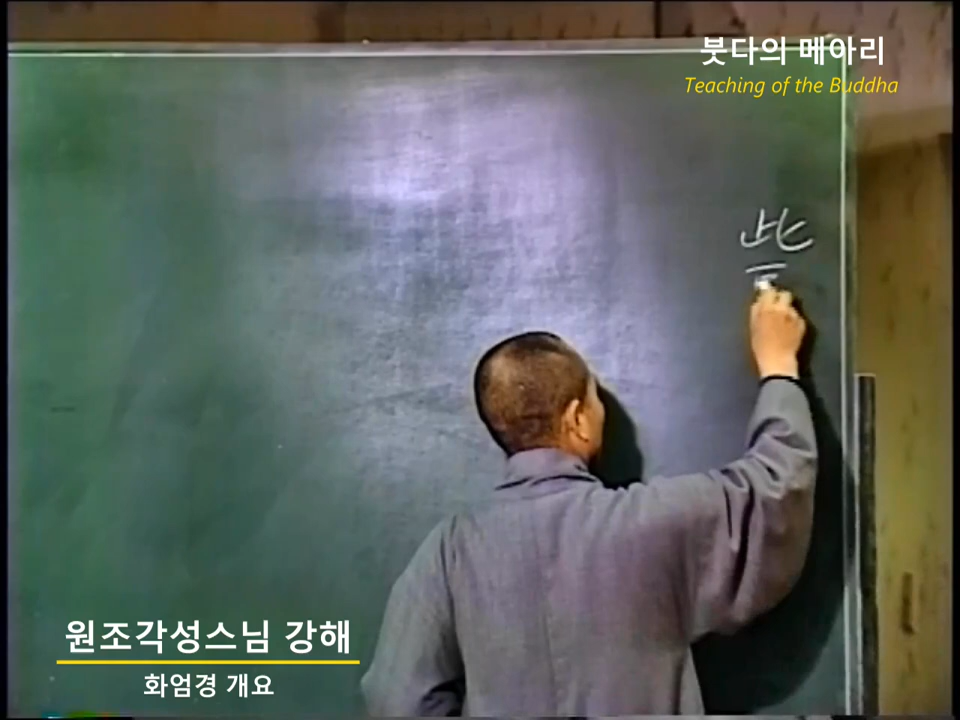 붓다의 메아리
Teaching of the Buddha
此
원조각성스님 강해
화엄경 개요